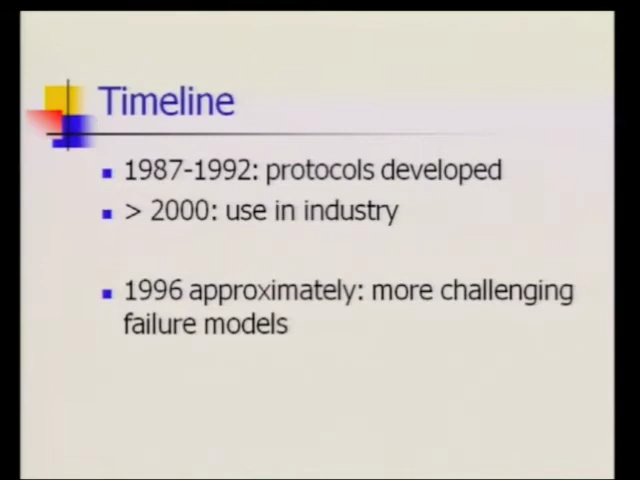 Timeline
1987-1992: protocols developed
> 2000: use in industry
1996 approximately: more challenging
failure models